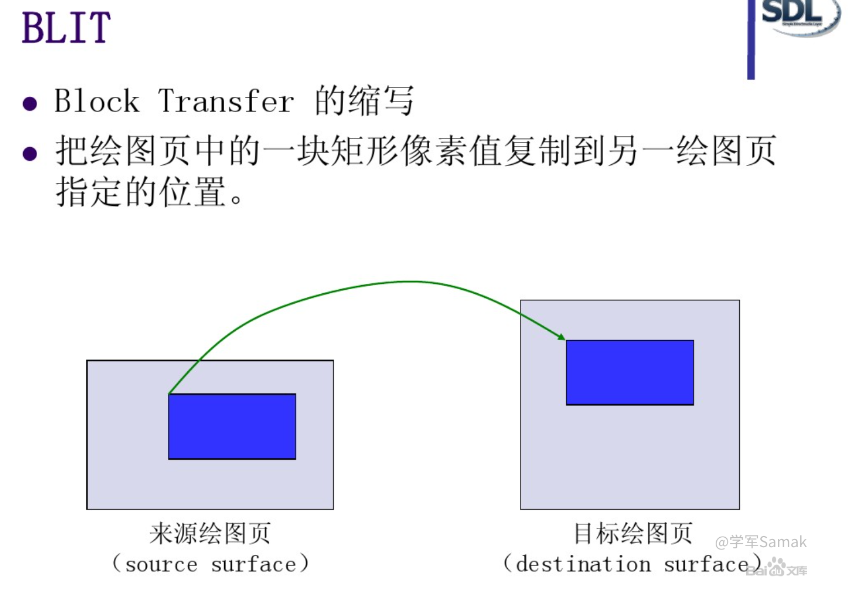 BLIT
SDL
Block Transfer 的缩写
把绘图页中的一块矩形像素值复制到另一绘图页
指定的位置。
来源绘图页
（source surface）
目标绘图页
（destination surface）
@学军Samak
Bai 文库